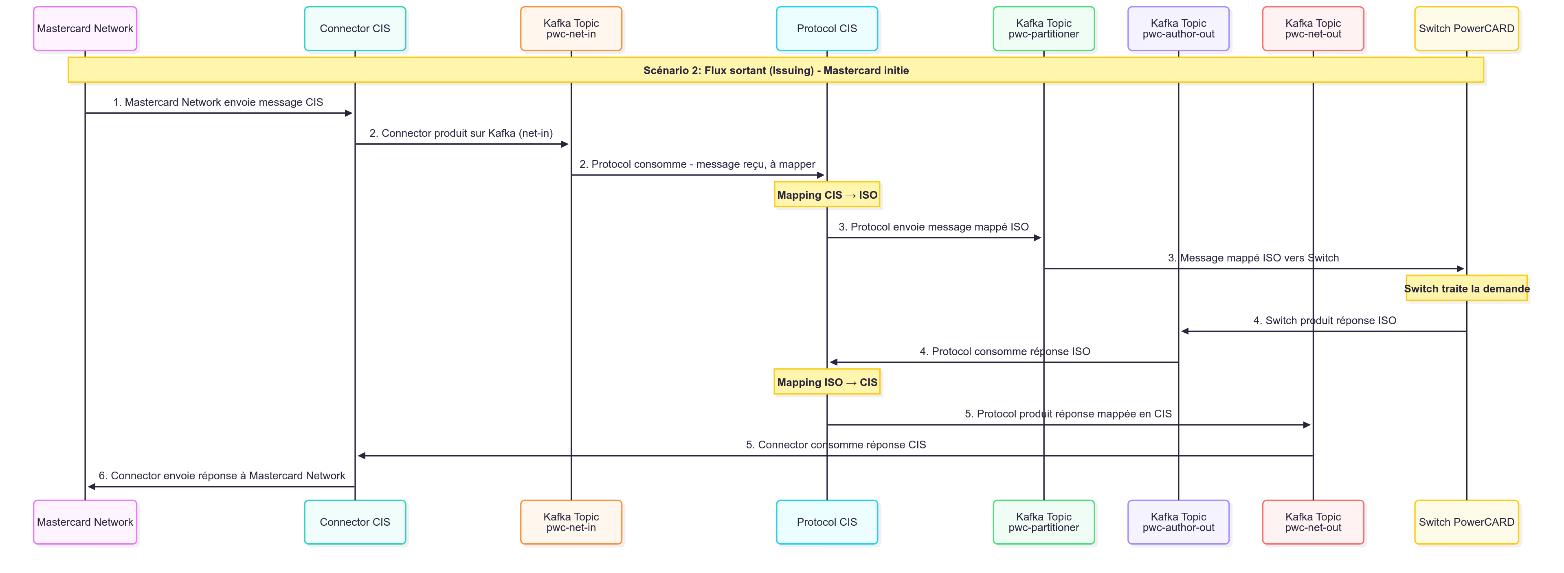 Mastercard Network
Connector CIS
Kafka Topic
pwc-net-in
Protocol CIS
Kafka Topic
pwc-partitioner
Kafka Topic
pwc-author-out
Kafka Topic
pwc-net-out
Switch PowerCARD
Scénario 2: Flux sortant (Issuing) - Mastercard initie
1. Mastercard Network envoie message CIS
2. Connector produit sur Kafka (net-in)
2. Protocol consomme - message reçu, à mapper
Mapping CIS → ISO
3. Protocol envoie message mappé ISO
3. Message mappé ISO vers Switch
Switch traite la demande
4. Switch produit réponse ISO
4. Protocol consomme réponse ISO
Mapping ISO → CIS
5. Protocol produit réponse mappée en CIS
5. Connector consomme réponse CIS
6. Connector envoie réponse à Mastercard Network
Mastercard Network
Connector CIS
Kafka Topic
pwc-net-in
Protocol CIS
Kafka Topic
pwc-partitioner
Kafka Topic
pwc-author-out
Kafka Topic
pwc-net-out
Switch PowerCARD